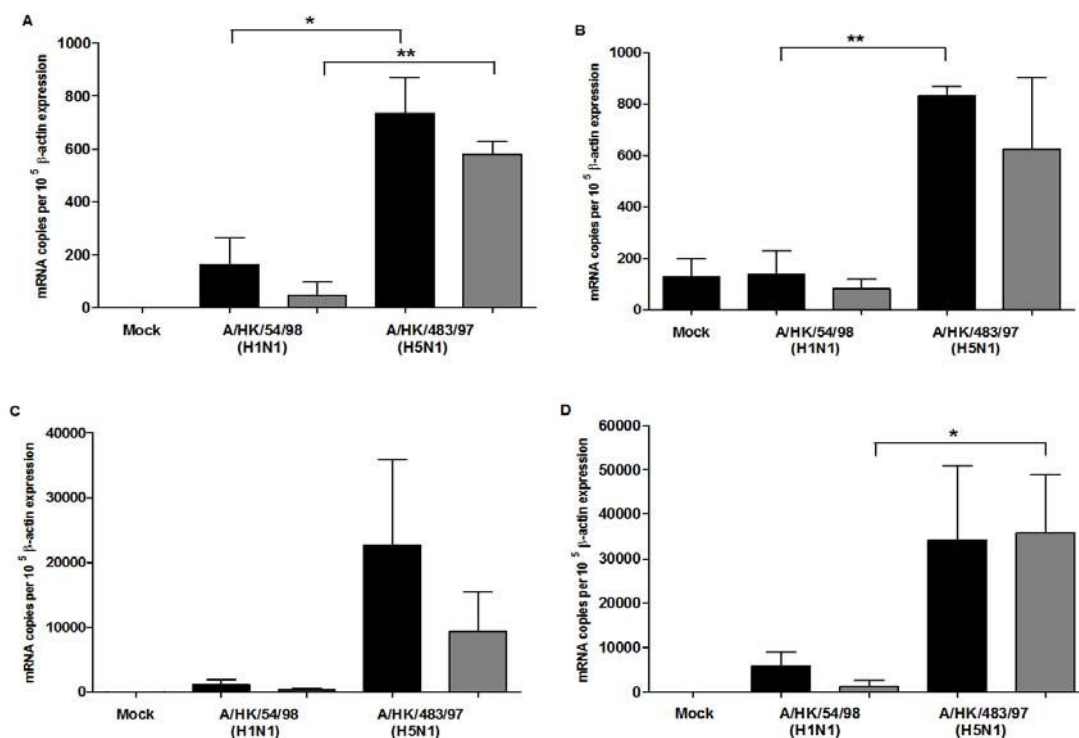 A
*
**
1000
800
600
400
200
0
mRNA copies per 10 5 β-actin expression
Mock
A/HK/54/98
(H1N1)
A/HK/483/97
(H5N1)
B
**
1000
800
600
400
200
0
mRNA copies per 10 5 β-actin expression
Mock
A/HK/54/98
(H1N1)
A/HK/483/97
(H5N1)
C
40000
30000
20000
10000
0
mRNA copies per 10 5 β-actin expression
Mock
A/HK/54/98
(H1N1)
A/HK/483/97
(H5N1)
D
*
60000
50000
40000
30000
20000
10000
0
mRNA copies per 10 5 β-actin expression
Mock
A/HK/54/98
(H1N1)
A/HK/483/97
(H5N1)